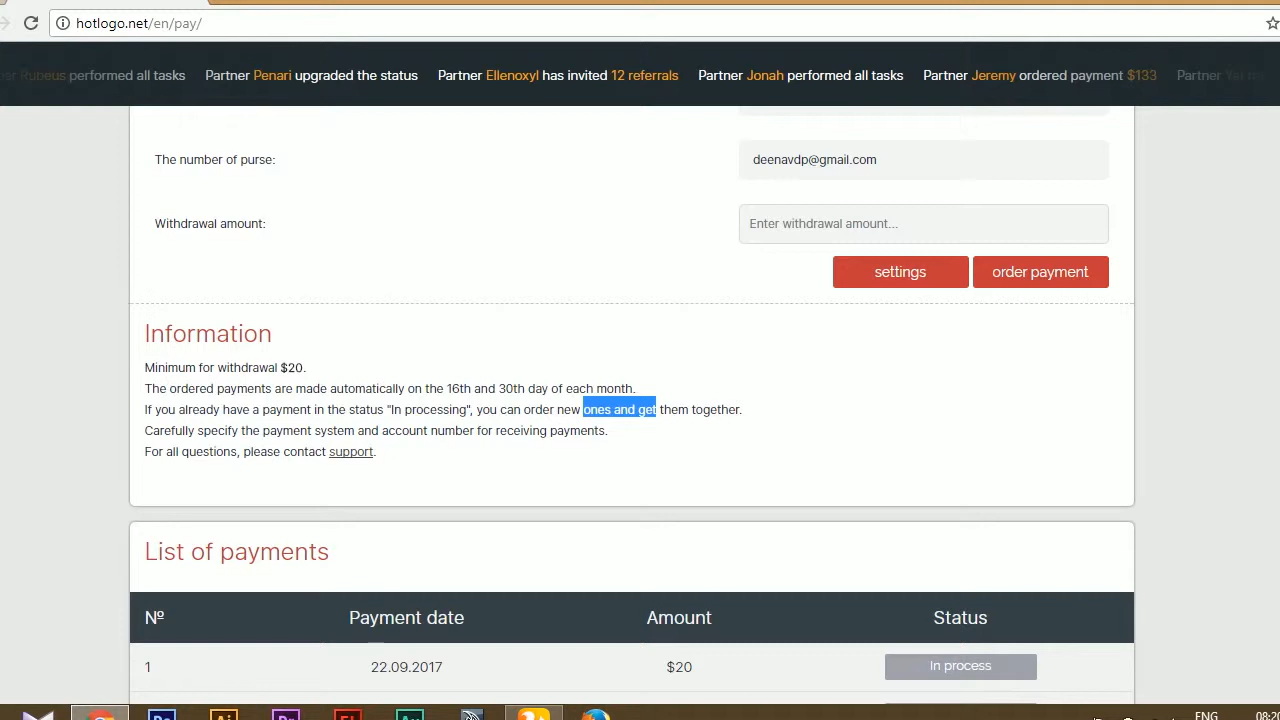 hotlogo.net/en/pay/
Rubeus performed all tasks Partner Penari upgraded the status Partner Ellenoxyl has invited 12 referrals Partner Jonah performed all tasks Partner Jeremy ordered payment $133 Partner
The number of purse:
deenavdp@gmail.com
Withdrawal amount:
Enter withdrawal amount...
settings
order payment
Information
Minimum for withdrawal $20.
The ordered payments are made automatically on the 16th and 30th day of each month.
If you already have a payment in the status "In processing", you can order new ones and get them together.
Carefully specify the payment system and account number for receiving payments.
For all questions, please contact support.
List of payments
Nº Payment date Amount Status
1 22.09.2017 $20 In process
ENG